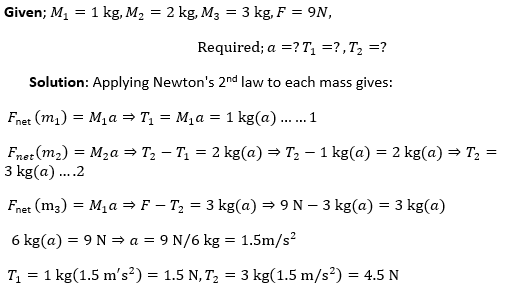 Given; M₁ = 1 kg, M₂ = 2 kg, M₃ = 3 kg, F = 9N,
Required; a =? T₁ =?, T₂ =?
Solution: Applying Newton's 2ⁿᵈ law to each mass gives:
Fₙₑₜ (m₁) = M₁a ⇒ T₁ = M₁a = 1 kg(a) ... ... 1
Fₙₑₜ(m₂) = M₂a ⇒ T₂ − T₁ = 2 kg(a) ⇒ T₂ − 1 kg(a) = 2 kg(a) ⇒ T₂ =
3 kg(a) ....2
Fₙₑₜ (m₃) = M₁a ⇒ F − T₂ = 3 kg(a) ⇒ 9 N − 3 kg(a) = 3 kg(a)
6 kg(a) = 9 N ⇒ a = 9 N/6 kg = 1.5m/s²
T₁ = 1 kg(1.5 m's²) = 1.5 N, T₂ = 3 kg(1.5 m/s²) = 4.5 N